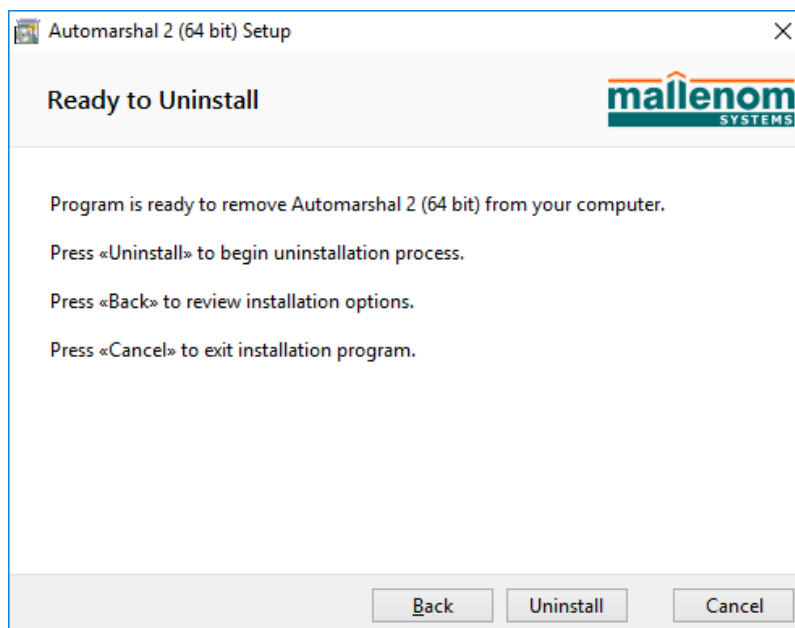 Automarshal 2 (64 bit) Setup
Ready to Uninstall
mallenom
SYSTEMS
Program is ready to remove Automarshal 2 (64 bit) from your computer.
Press «Uninstall» to begin uninstallation process.
Press «Back» to review installation options.
Press «Cancel» to exit installation program.
Back
Uninstall
Cancel